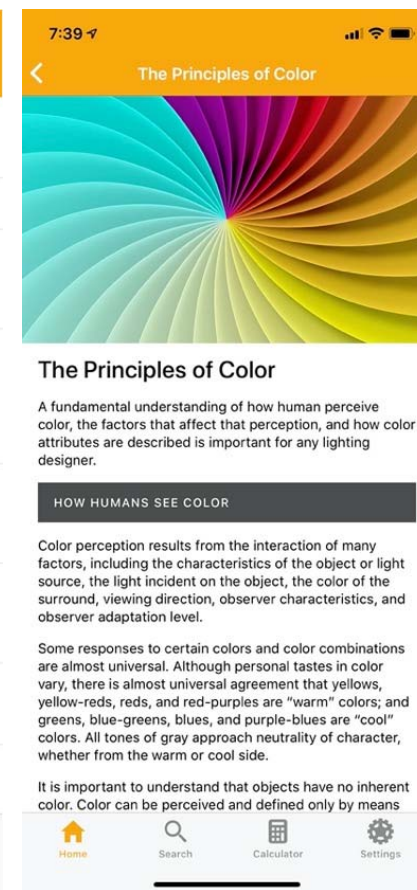 7:39
The Principles of Color
The Principles of Color
A fundamental understanding of how human perceive
color, the factors that affect that perception, and how color
attributes are described is important for any lighting
designer.
HOW HUMANS SEE COLOR
Color perception results from the interaction of many
factors, including the characteristics of the object or light
source, the light incident on the object, the color of the
surround, viewing direction, observer characteristics, and
observer adaptation level.
Some responses to certain colors and color combinations
are almost universal. Although personal tastes in color
vary, there is almost universal agreement that yellows,
yellow-reds, reds, and red-purples are “warm” colors; and
greens, blue-greens, blues, and purple-blues are “cool”
colors. All tones of gray approach neutrality of character,
whether from the warm or cool side.
It is important to understand that objects have no inherent
color. Color can be perceived and defined only by means
Home Search Calculator Settings